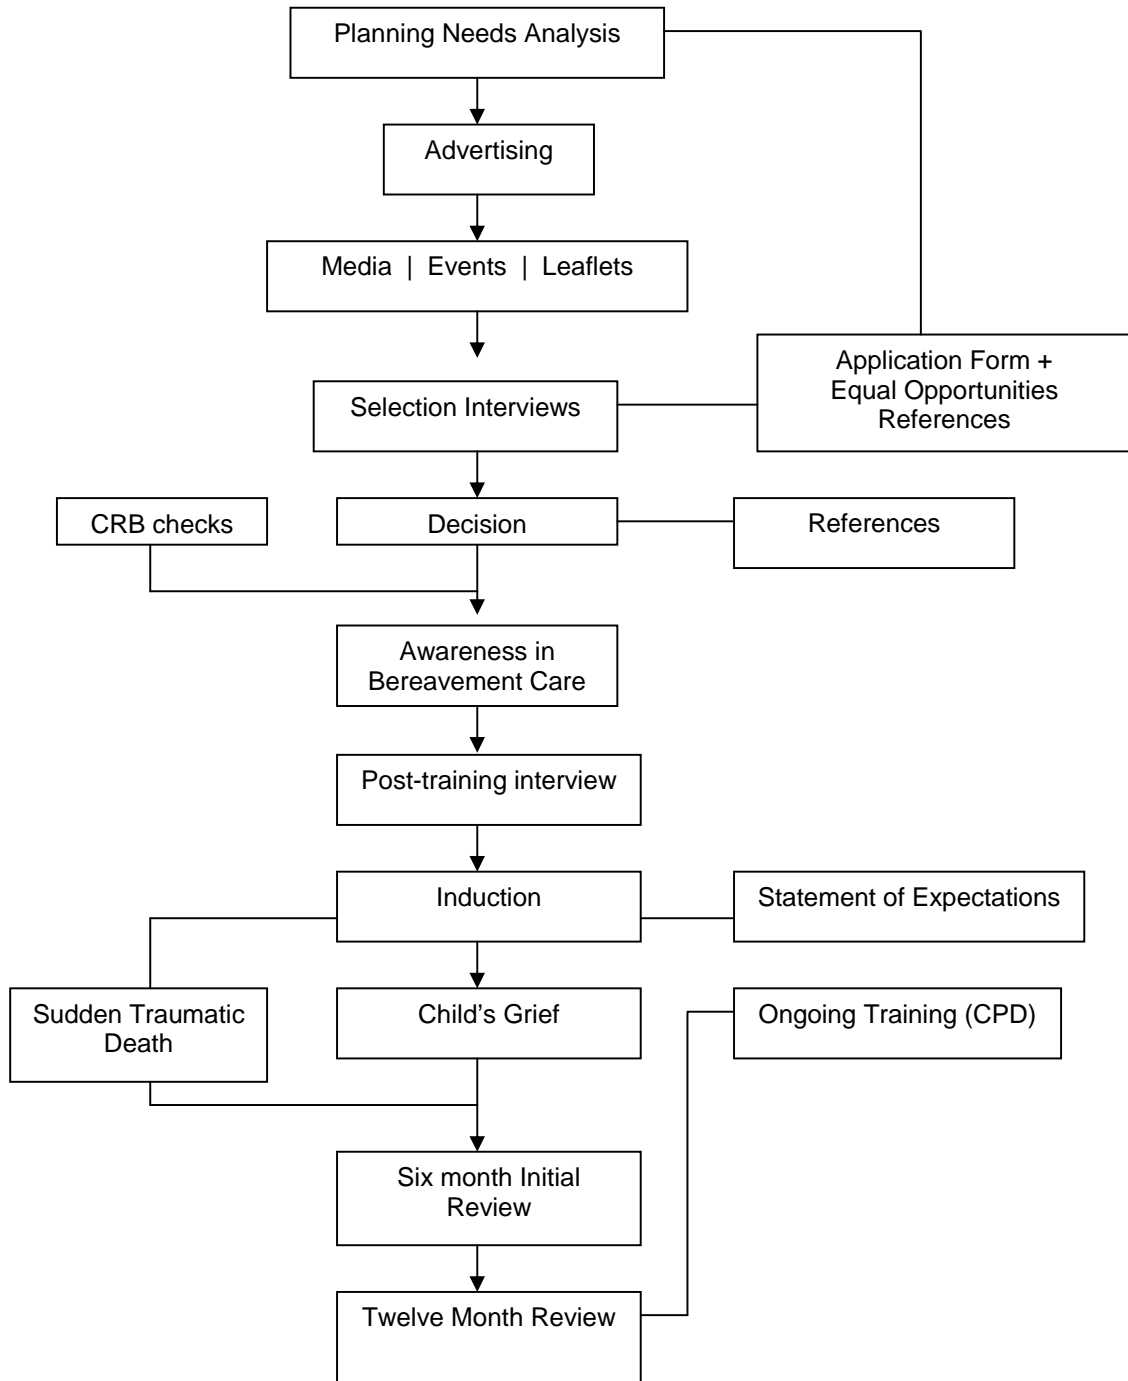 Planning Needs Analysis
Advertising
Media | Events | Leaflets
Application Form +
Equal Opportunities
References
Selection Interviews
CRB checks
Decision
References
Awareness in
Bereavement Care
Post-training interview
Induction
Statement of Expectations
Sudden Traumatic
Death
Child’s Grief
Ongoing Training (CPD)
Six month Initial
Review
Twelve Month Review